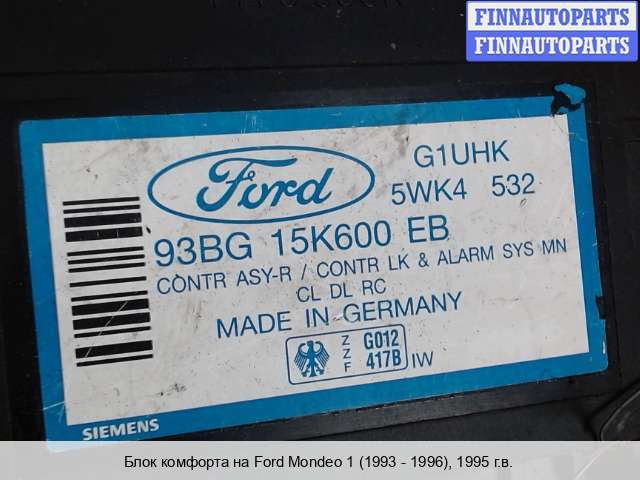 FINNAUTOPARTS
FINNAUTOPARTS
Ford
G1UHK
5WK4 532
93BG 15K600 EB
CONTR ASY-R / CONTR LK & ALARM SYS MN
CL DL RC
MADE IN GERMANY
ZZF G012 417B
IW
SIEMENS
Блок комфорта на Ford Mondeo 1 (1993 - 1996), 1995 г.в.